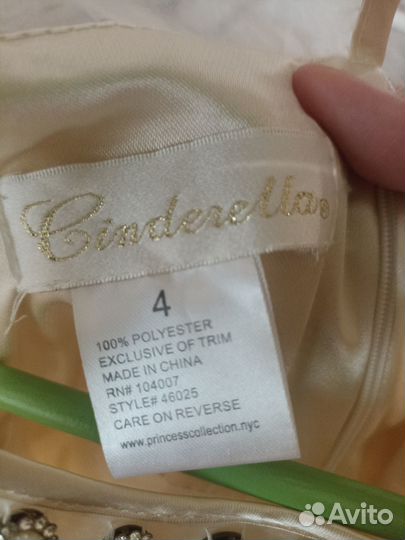 Cinderella®
4
100% POLYESTER
EXCLUSIVE OF TRIM
MADE IN CHINA
RN# 104007
STYLE# 46025
CARE ON REVERSE
www.princesscollection.nyc
Avito